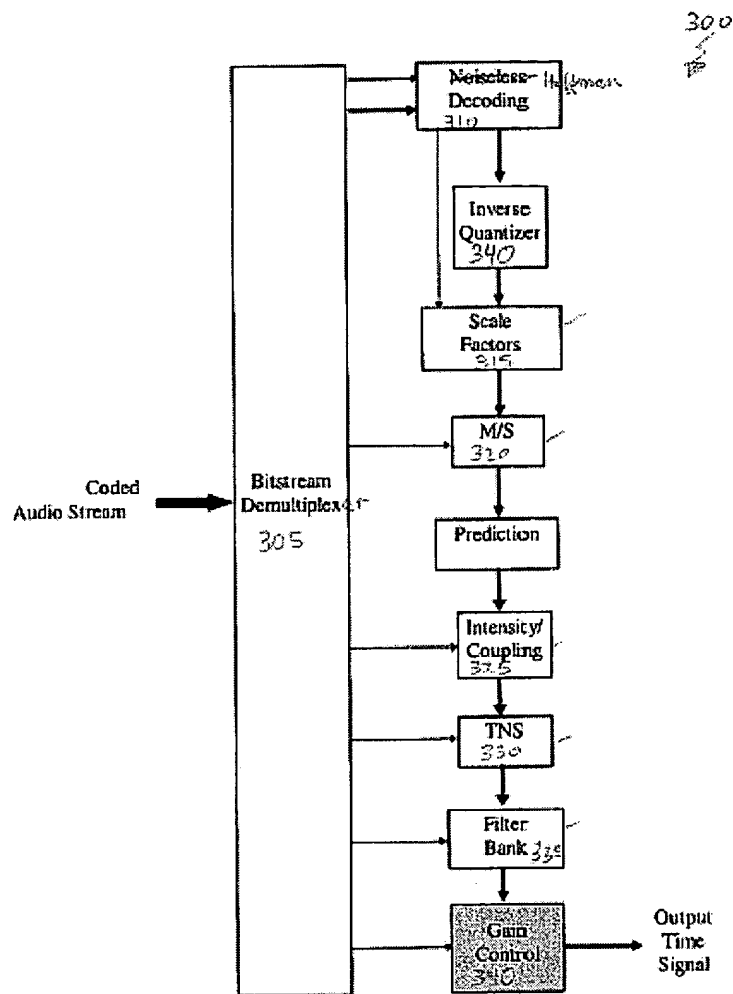 300
Noiseless Huffman
Decoding
310
Inverse
Quantizer
340
Scale
Factors
315
M/S
320
Coded
Audio Stream
Bitstream
Demultiplexer
305
Prediction
Intensity/
Coupling
325
TNS
330
Filter
Bank 335
Gain
Control
340
Output
Time
Signal